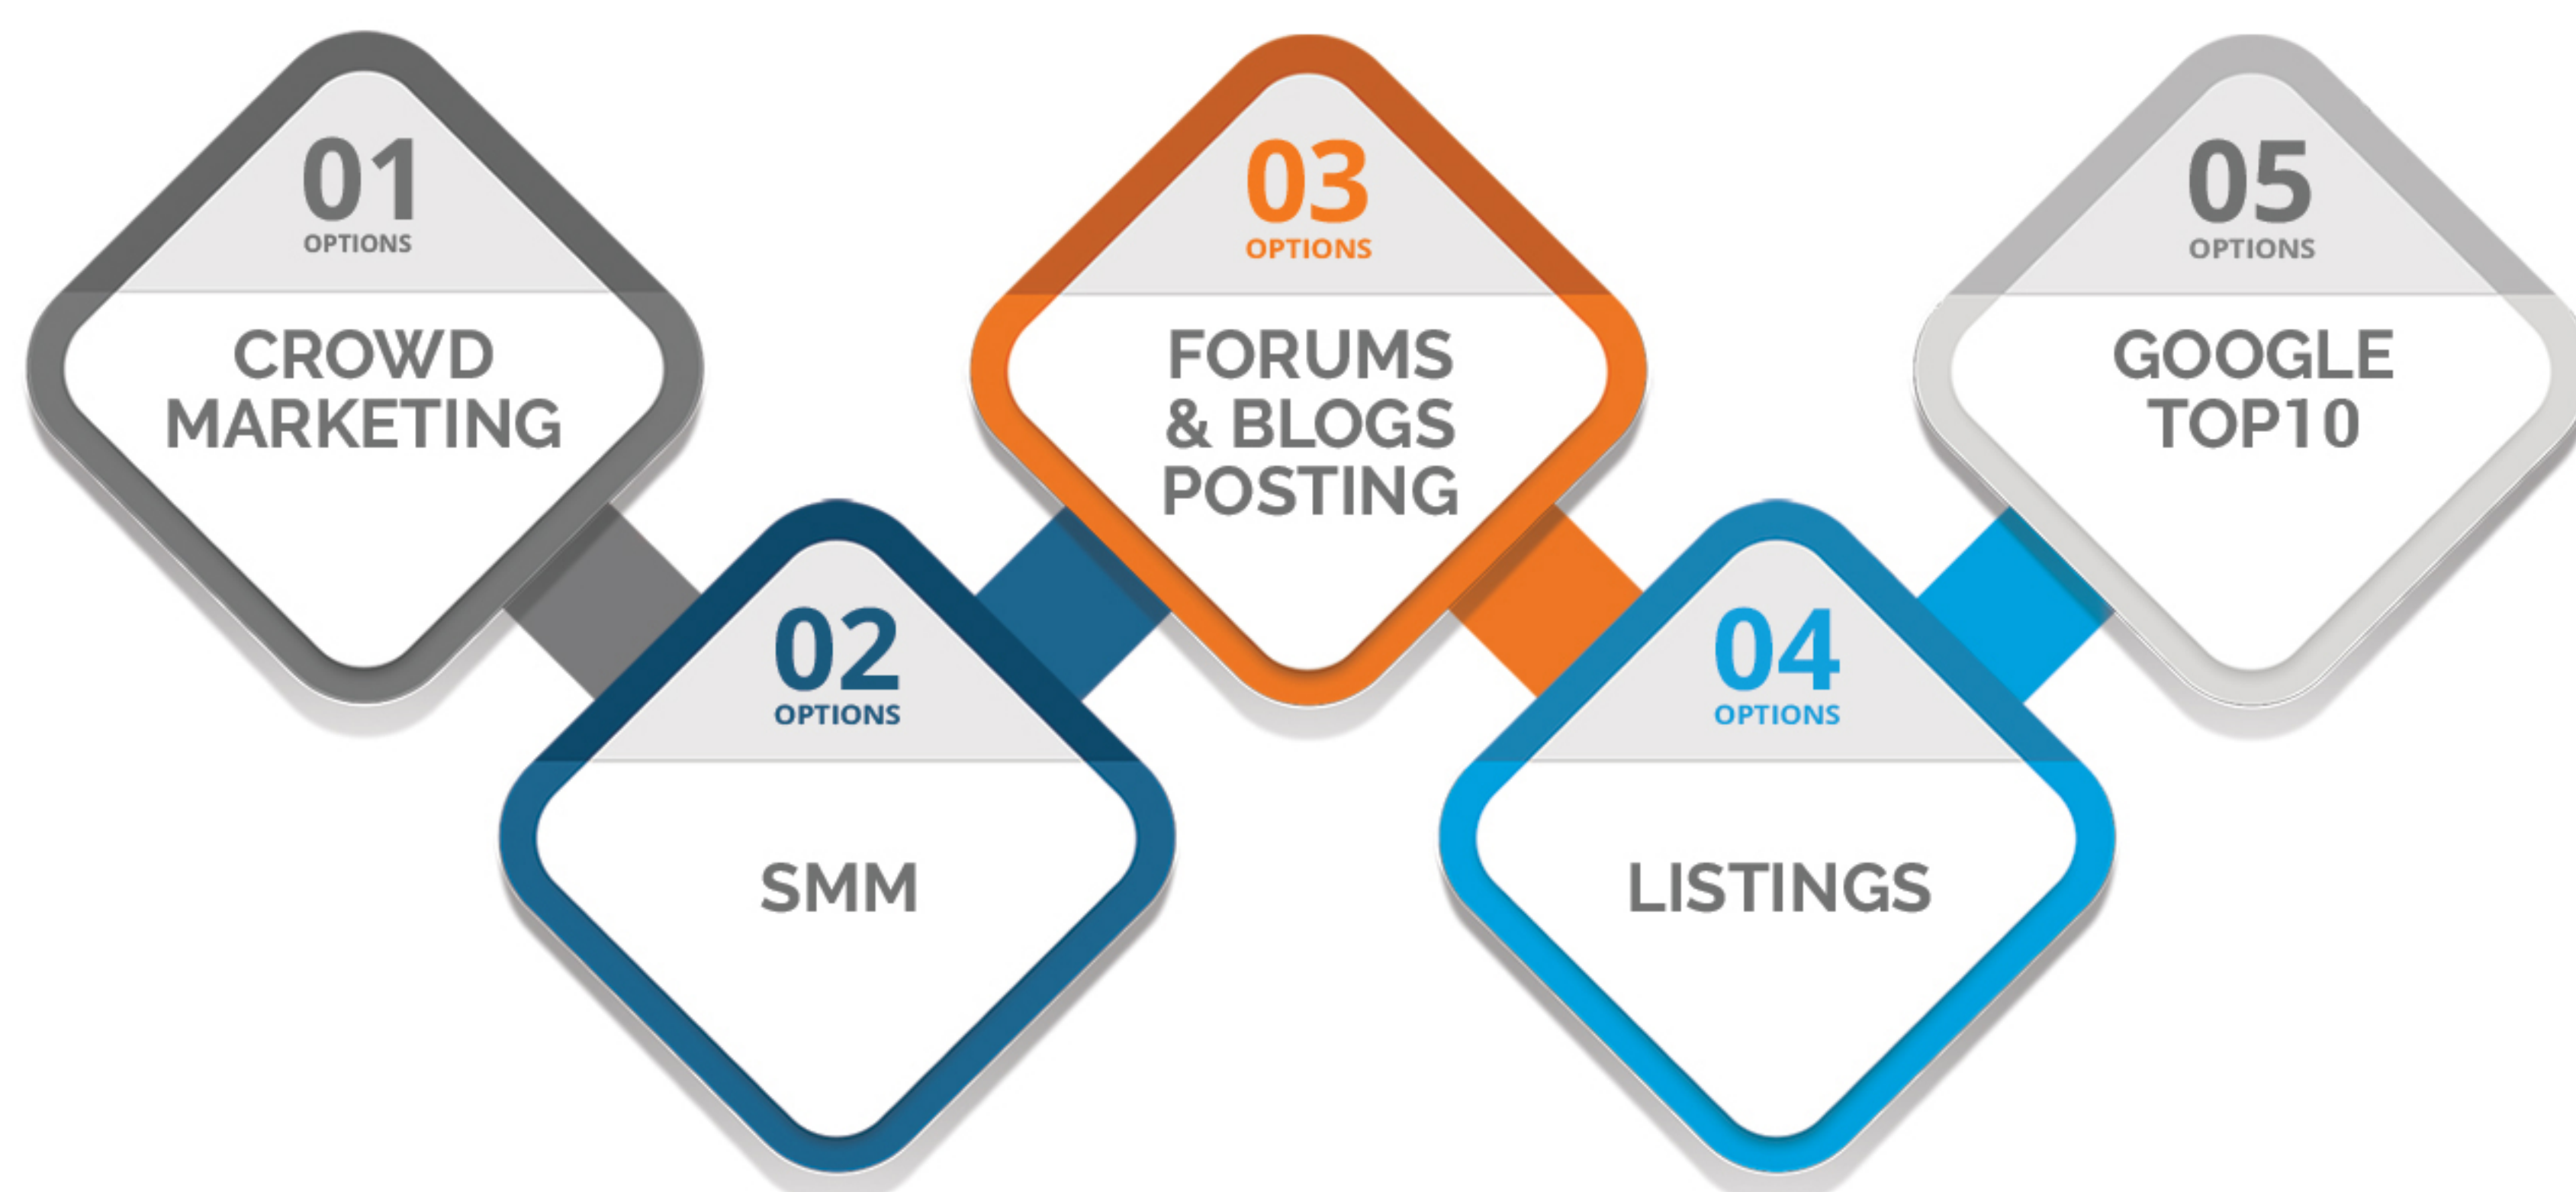 01
OPTIONS
CROWD
MARKETING
02
OPTIONS
SMM
03
OPTIONS
FORUMS
& BLOGS
POSTING
04
OPTIONS
LISTINGS
05
OPTIONS
GOOGLE
TOP10